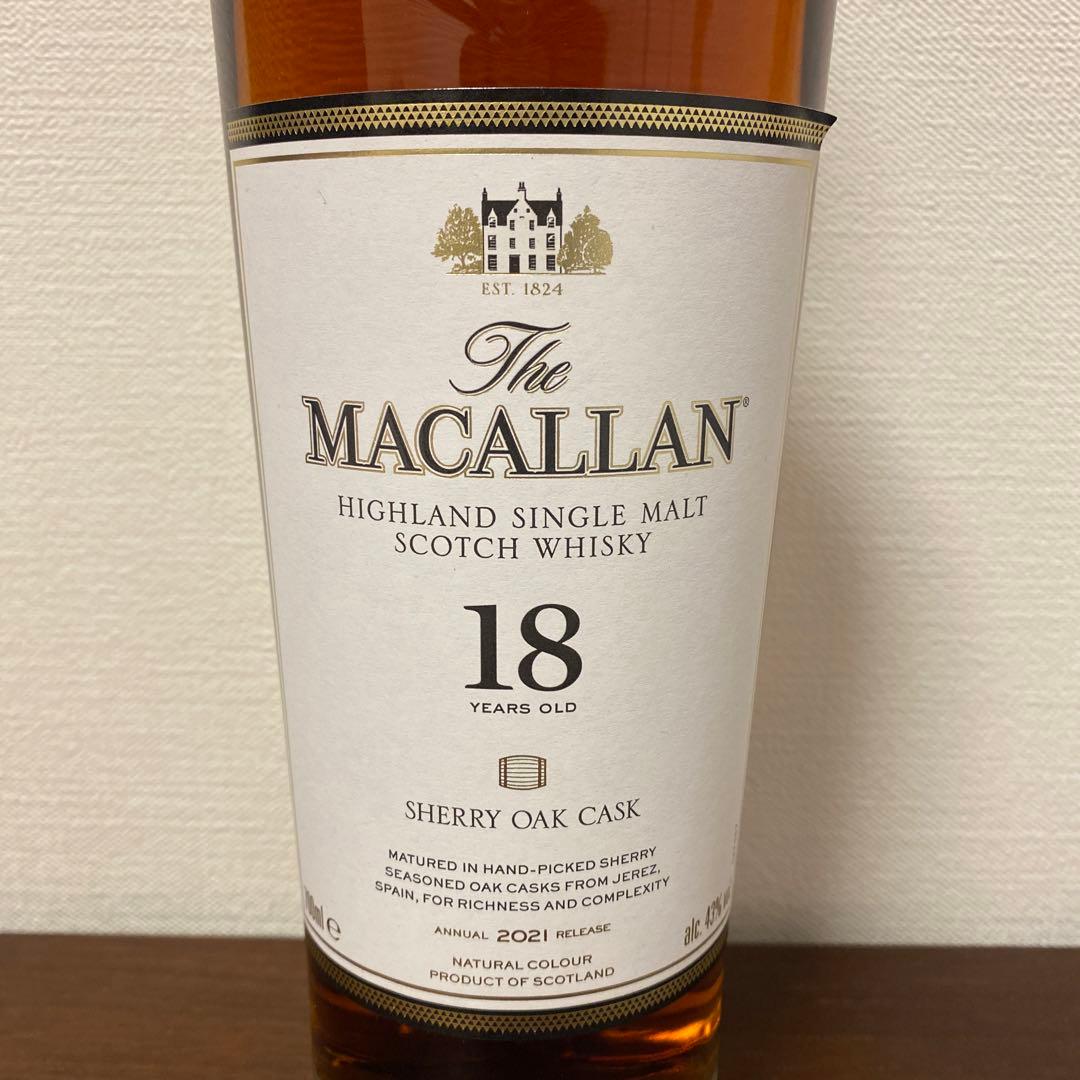 EST. 1824
The
MACALLAN®
HIGHLAND SINGLE MALT
SCOTCH WHISKY
18
YEARS OLD
SHERRY OAK CASK
MATURED IN HAND-PICKED SHERRY
SEASONED OAK CASKS FROM JEREZ,
SPAIN, FOR RICHNESS AND COMPLEXITY
ANNUAL 2021 RELEASE
NATURAL COLOUR
PRODUCT OF SCOTLAND
℮
alc. 43%